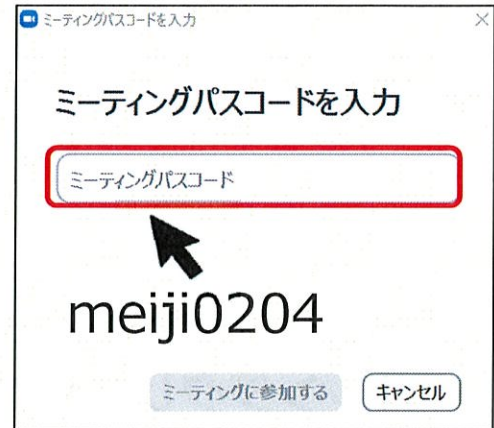 ミーティングパスコードを入力
ミーティングパスコードを入力
ミーティングパスコード
meiji0204
ミーティングに参加する
キャンセル